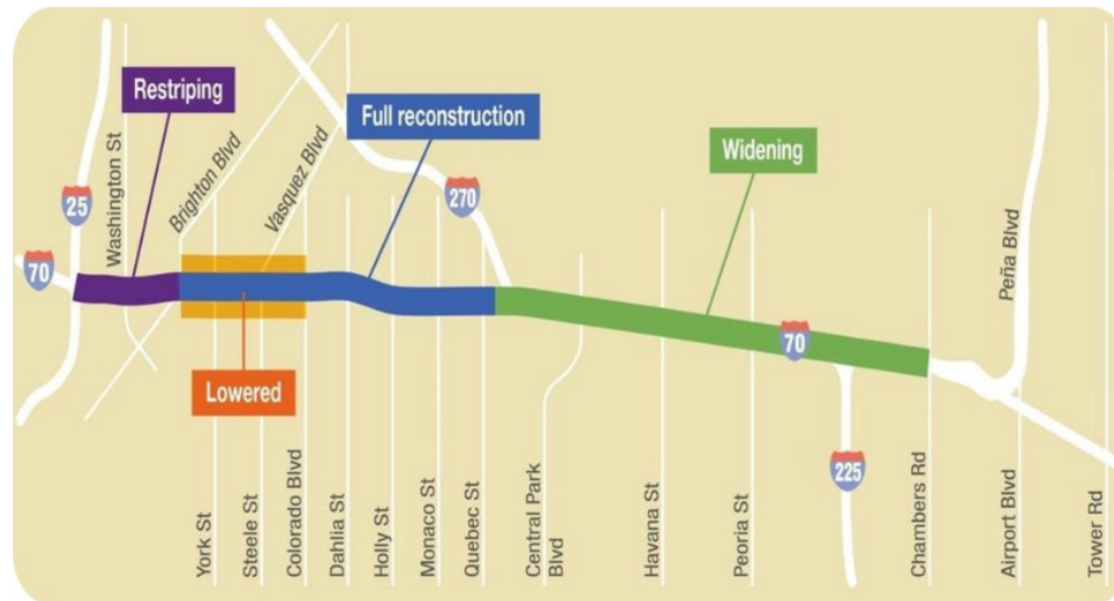 Restriping
Full reconstruction
Widening
Lowered
25
70
270
70
225
Washington St
Brighton Blvd
Vasquez Blvd
Peña Blvd
York St
Steele St
Colorado Blvd
Dahlia St
Holly St
Monaco St
Quebec St
Central Park
Blvd
Havana St
Peoria St
Chambers Rd
Airport Blvd
Tower Rd